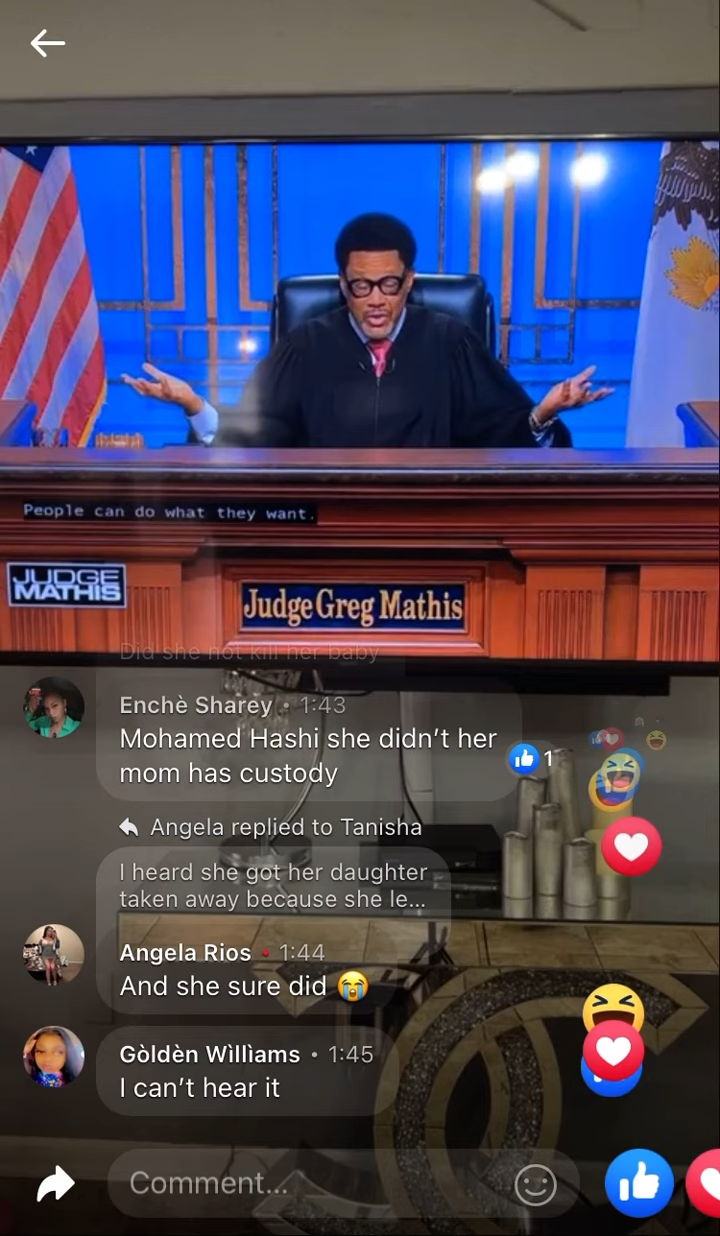 People can do what they want.
JUDGE
MATHIS
Judge Greg Mathis
Did she not kill her baby
Enchè Sharey • 1:43
Mohamed Hashi she didn’t her
mom has custody
1
Angela replied to Tanisha
I heard she got her daughter
taken away because she le...
Angela Rios • 1:44
And she sure did 😭
Gòldèn Wìllìams • 1:45
I can’t hear it
Comment...